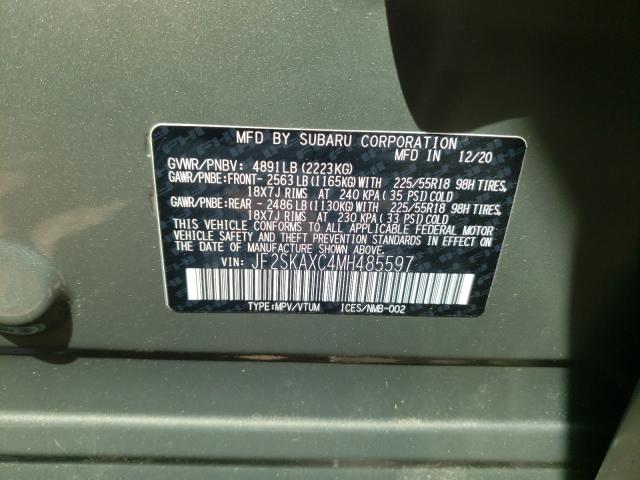 MFD BY SUBARU CORPORATION
MFD IN 12/20
GVWR/PNBV: 4891LB (2223KG)
GAWR/PNBE:FRONT-2563LB (1165KG)WITH 225/55R18 98H TIRES,
18X7J RIMS AT 240 KPA ( 35 PSI) COLD
GAWR/PNBE:REAR -2486LB (1130KG)WITH 225/55R18 98H TIRES,
18X7J RIMS AT 230 KPA ( 33 PSI) COLD
THIS VEHICLE CONFORMS TO ALL APPLICABLE FEDERAL MOTOR
VEHICLE SAFETY AND THEFT PREVENTION STANDARDS IN EFFECT ON THE
DATE OF MANUFACTURE SHOWN ABOVE.
VIN: JF2SKAXC4MH485597
TYPE:MPV/VTUM ICES/NMB-002